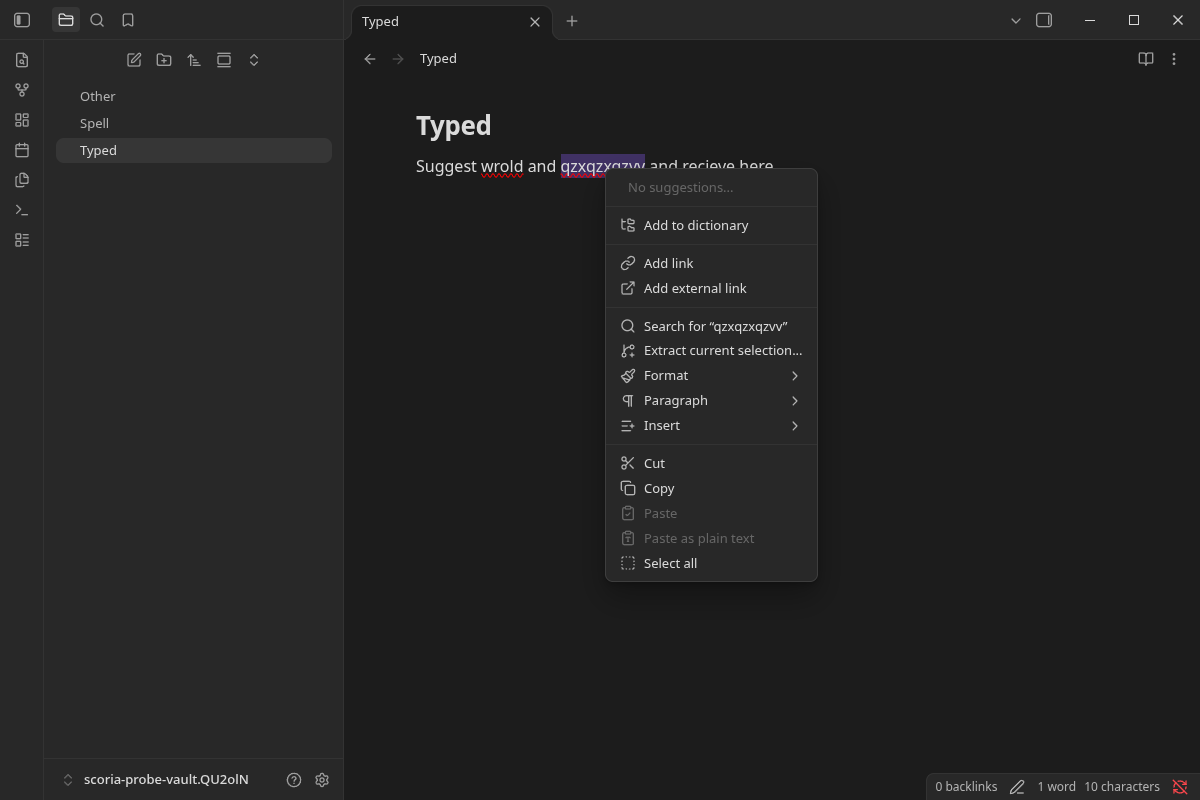 Typed
Typed
Other
Spell
Typed
Typed
Suggest wrold and qzxqzxqzvv and recieve here
No suggestions...
Add to dictionary
Add link
Add external link
Search for “qzxqzxqzvv”
Extract current selection...
Format
Paragraph
Insert
Cut
Copy
Paste
Paste as plain text
Select all
scoria-probe-vault.QU2olN
0 backlinks 1 word 10 characters